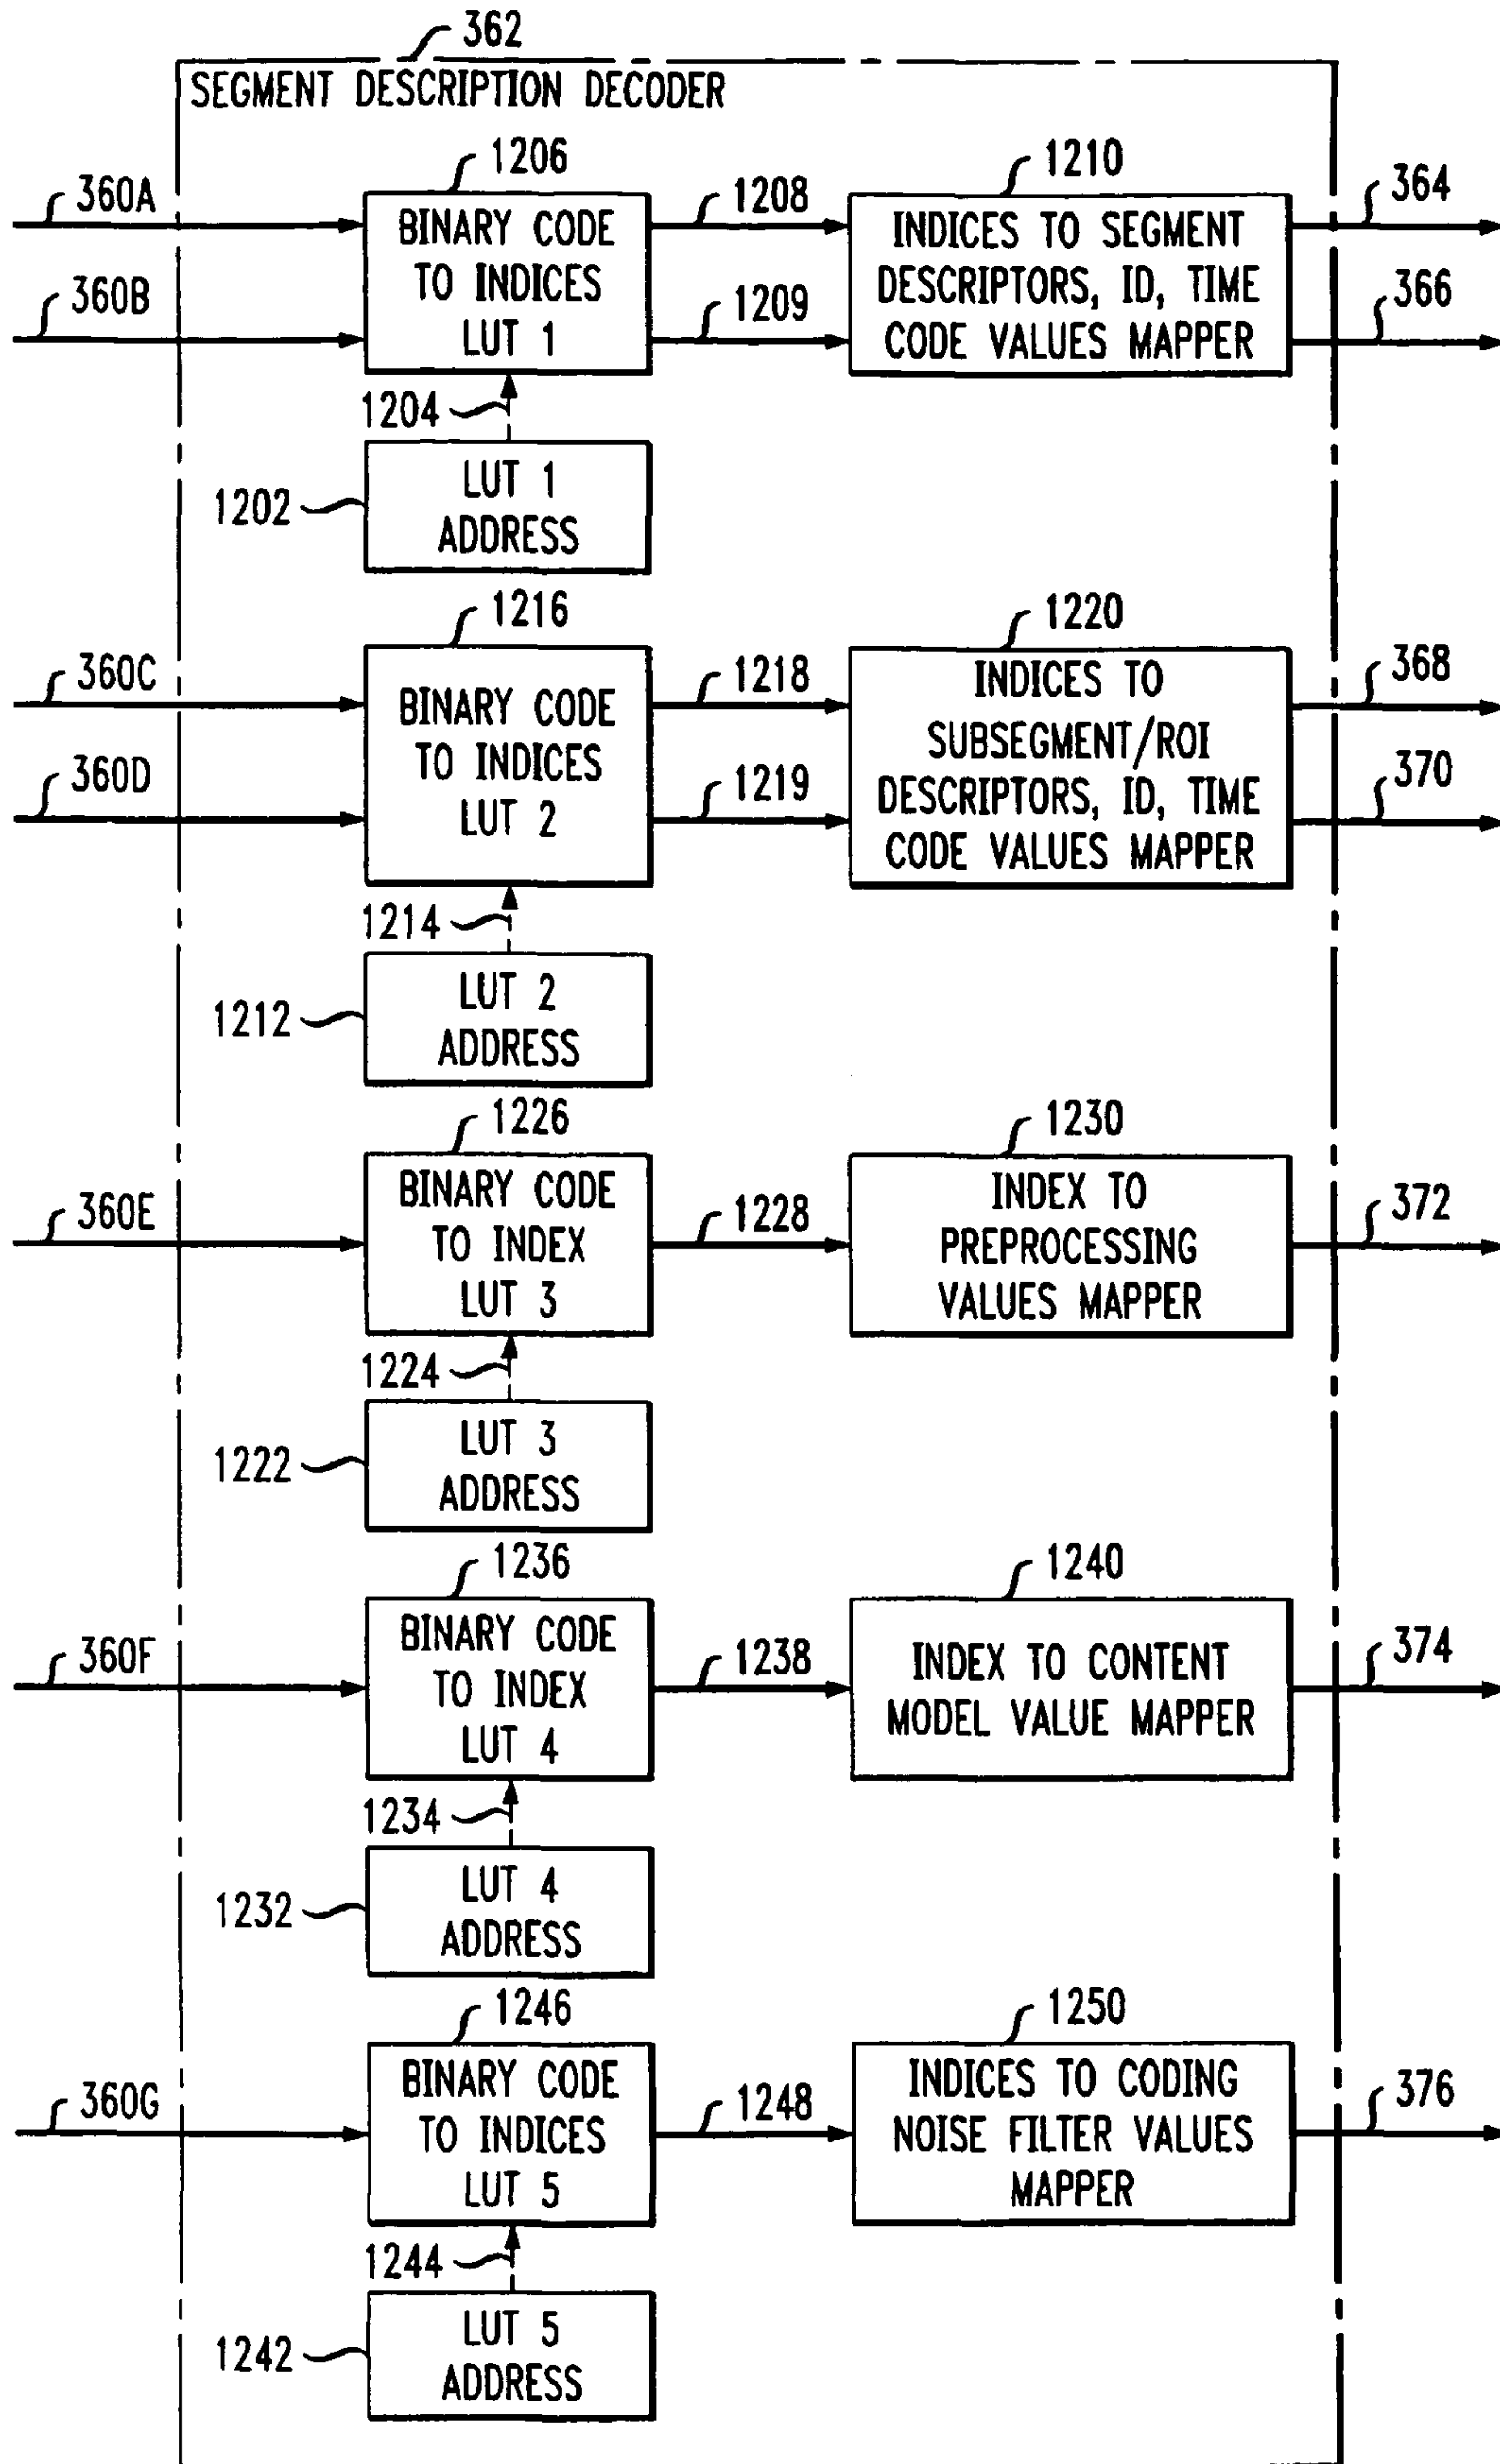 362
SEGMENT DESCRIPTION DECODER
1206
1210
360A
1208
364
BINARY CODE
TO INDICES
LUT 1
INDICES TO SEGMENT
DESCRIPTORS, ID, TIME
CODE VALUES MAPPER
360B
1209
366
1204
LUT 1
ADDRESS
1202
1216
1220
360C
1218
368
BINARY CODE
TO INDICES
LUT 2
INDICES TO
SUBSEGMENT/ROI
DESCRIPTORS, ID, TIME
CODE VALUES MAPPER
360D
1219
370
1214
LUT 2
ADDRESS
1212
1226
1230
360E
BINARY CODE
TO INDEX
LUT 3
1228
INDEX TO
PREPROCESSING
VALUES MAPPER
372
1224
LUT 3
ADDRESS
1222
1236
1240
360F
BINARY CODE
TO INDEX
LUT 4
1238
INDEX TO CONTENT
MODEL VALUE MAPPER
374
1234
LUT 4
ADDRESS
1232
1246
1250
360G
BINARY CODE
TO INDICES
LUT 5
1248
INDICES TO CODING
NOISE FILTER VALUES
MAPPER
376
1244
LUT 5
ADDRESS
1242